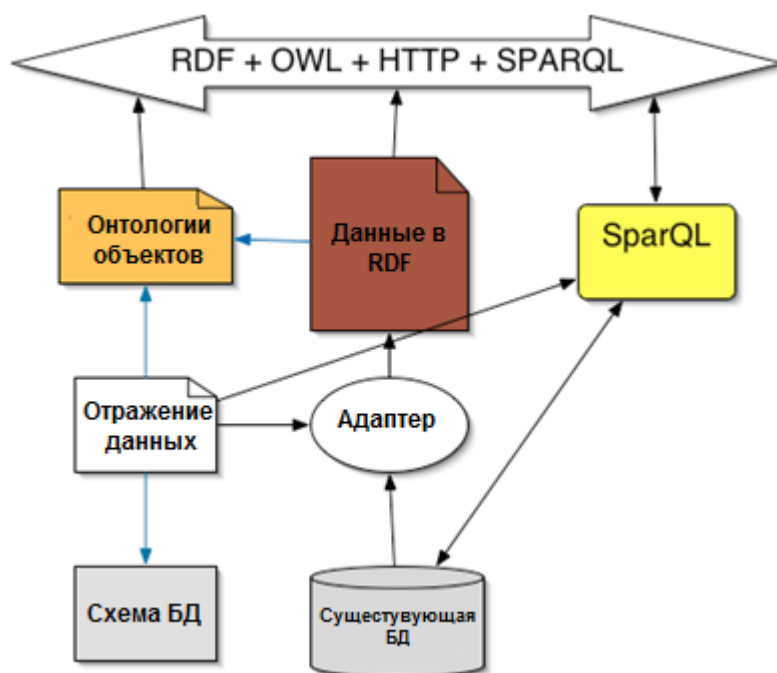 RDF + OWL + HTTP + SPARQL
Онтологии
объектов
Данные в
RDF
SparQL
Отражение
данных
Адаптер
Схема БД
Сущестувующая
БД